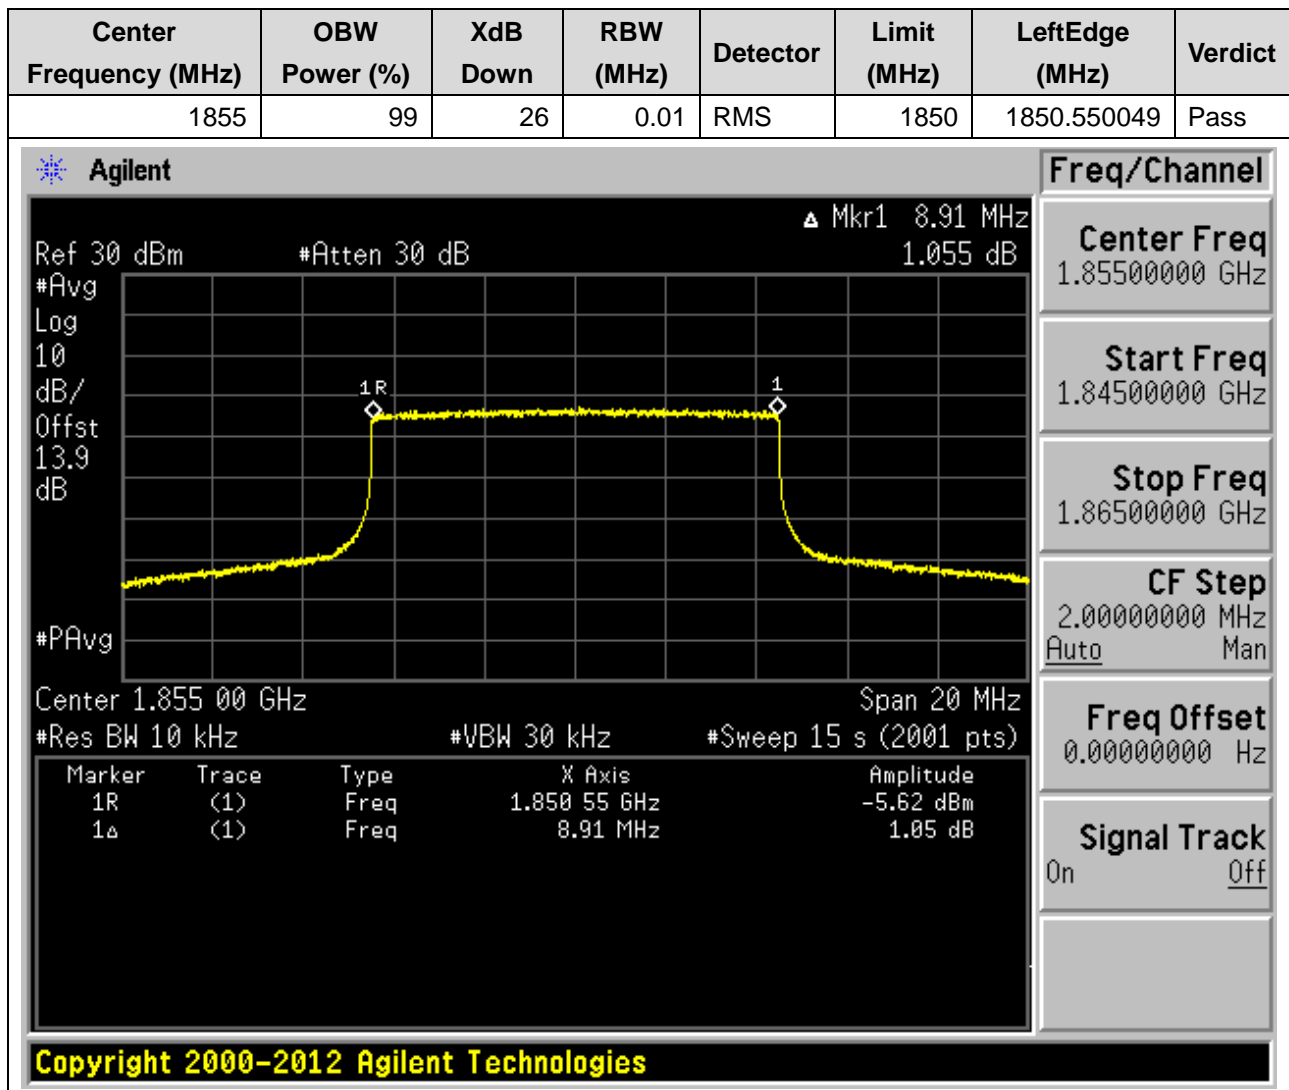 Center Frequency (MHz) OBW Power (%) XdB Down RBW (MHz) Detector Limit (MHz) LeftEdge (MHz) Verdict
1855 99 26 0.01 RMS 1850 1850.550049 Pass
Agilent
Freq/Channel
Δ Mkr1 8.91 MHz
Ref 30 dBm #Atten 30 dB 1.055 dB
#Avg
Log
10
dB/
Offst
13.9
dB
1R
1
#PAvg
Center 1.855 00 GHz Span 20 MHz
#Res BW 10 kHz #VBW 30 kHz #Sweep 15 s (2001 pts)
Marker Trace Type X Axis Amplitude
1R (1) Freq 1.850 55 GHz -5.62 dBm
1Δ (1) Freq 8.91 MHz 1.05 dB
Center Freq
1.85500000 GHz
Start Freq
1.84500000 GHz
Stop Freq
1.86500000 GHz
CF Step
2.00000000 MHz
Auto Man
Freq Offset
0.00000000 Hz
Signal Track
On Off
Copyright 2000-2012 Agilent Technologies